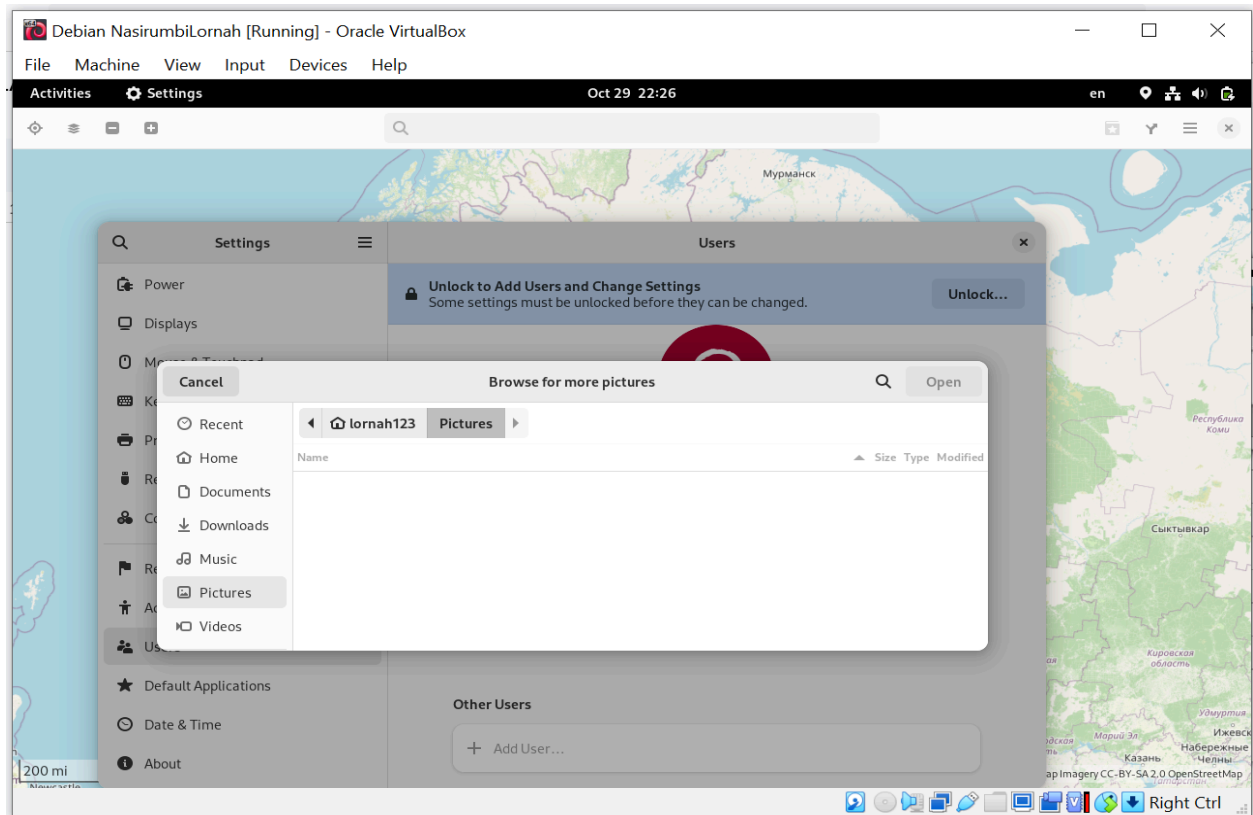 Debian NasirumbiLornah [Running] - Oracle VirtualBox
File Machine View Input Devices Help
Activities Settings Oct 29 22:26 en
Мурманск
Settings Users
Power
Unlock to Add Users and Change Settings
Some settings must be unlocked before they can be changed.
Unlock...
Displays
Cancel Browse for more pictures Open
Recent
lornah123 Pictures
Home
Name Size Type Modified
Documents
Downloads
Music
Pictures
Videos
Республика
Коми
Сыктывкар
Кировская
область
Default Applications
Other Users
Date & Time
Add User...
About
Удмуртия
Марий Эл
Ижевск
Набережные
Казань
Челны
200 mi
ap Imagery CC-BY-SA 2.0 OpenStreetMap
Right Ctrl